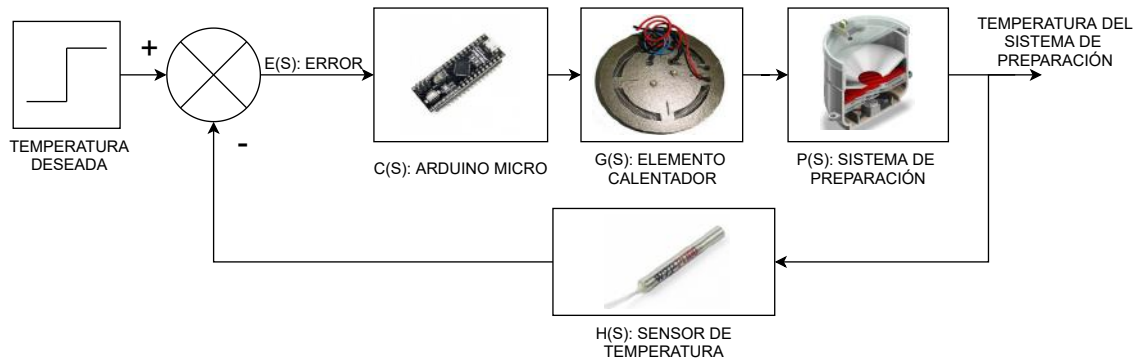 TEMPERATURA DEL
SISTEMA DE
PREPARACIÓN
+
E(S): ERROR
-
TEMPERATURA
DESEADA
C(S): ARDUINO MICRO
G(S): ELEMENTO
CALENTADOR
P(S): SISTEMA DE
PREPARACIÓN
H(S): SENSOR DE
TEMPERATURA